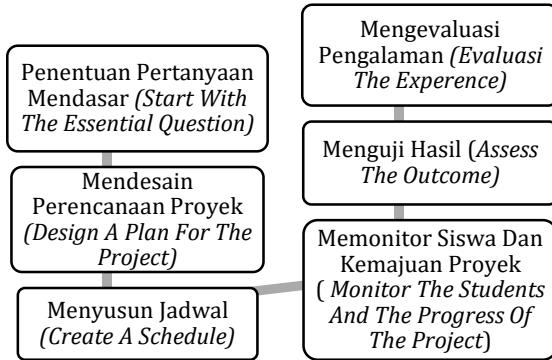 Penentuan Pertanyaan
Mendasar (Start With
The Essential Question)
Mendesain
Perencanaan Proyek
(Design A Plan For The
Project)
Menyusun Jadwal
(Create A Schedule)
Memonitor Siswa Dan
Kemajuan Proyek
( Monitor The Students
And The Progress Of
The Project)
Menguji Hasil (Assess
The Outcome)
Mengevaluasi
Pengalaman (Evaluasi
The Experence)